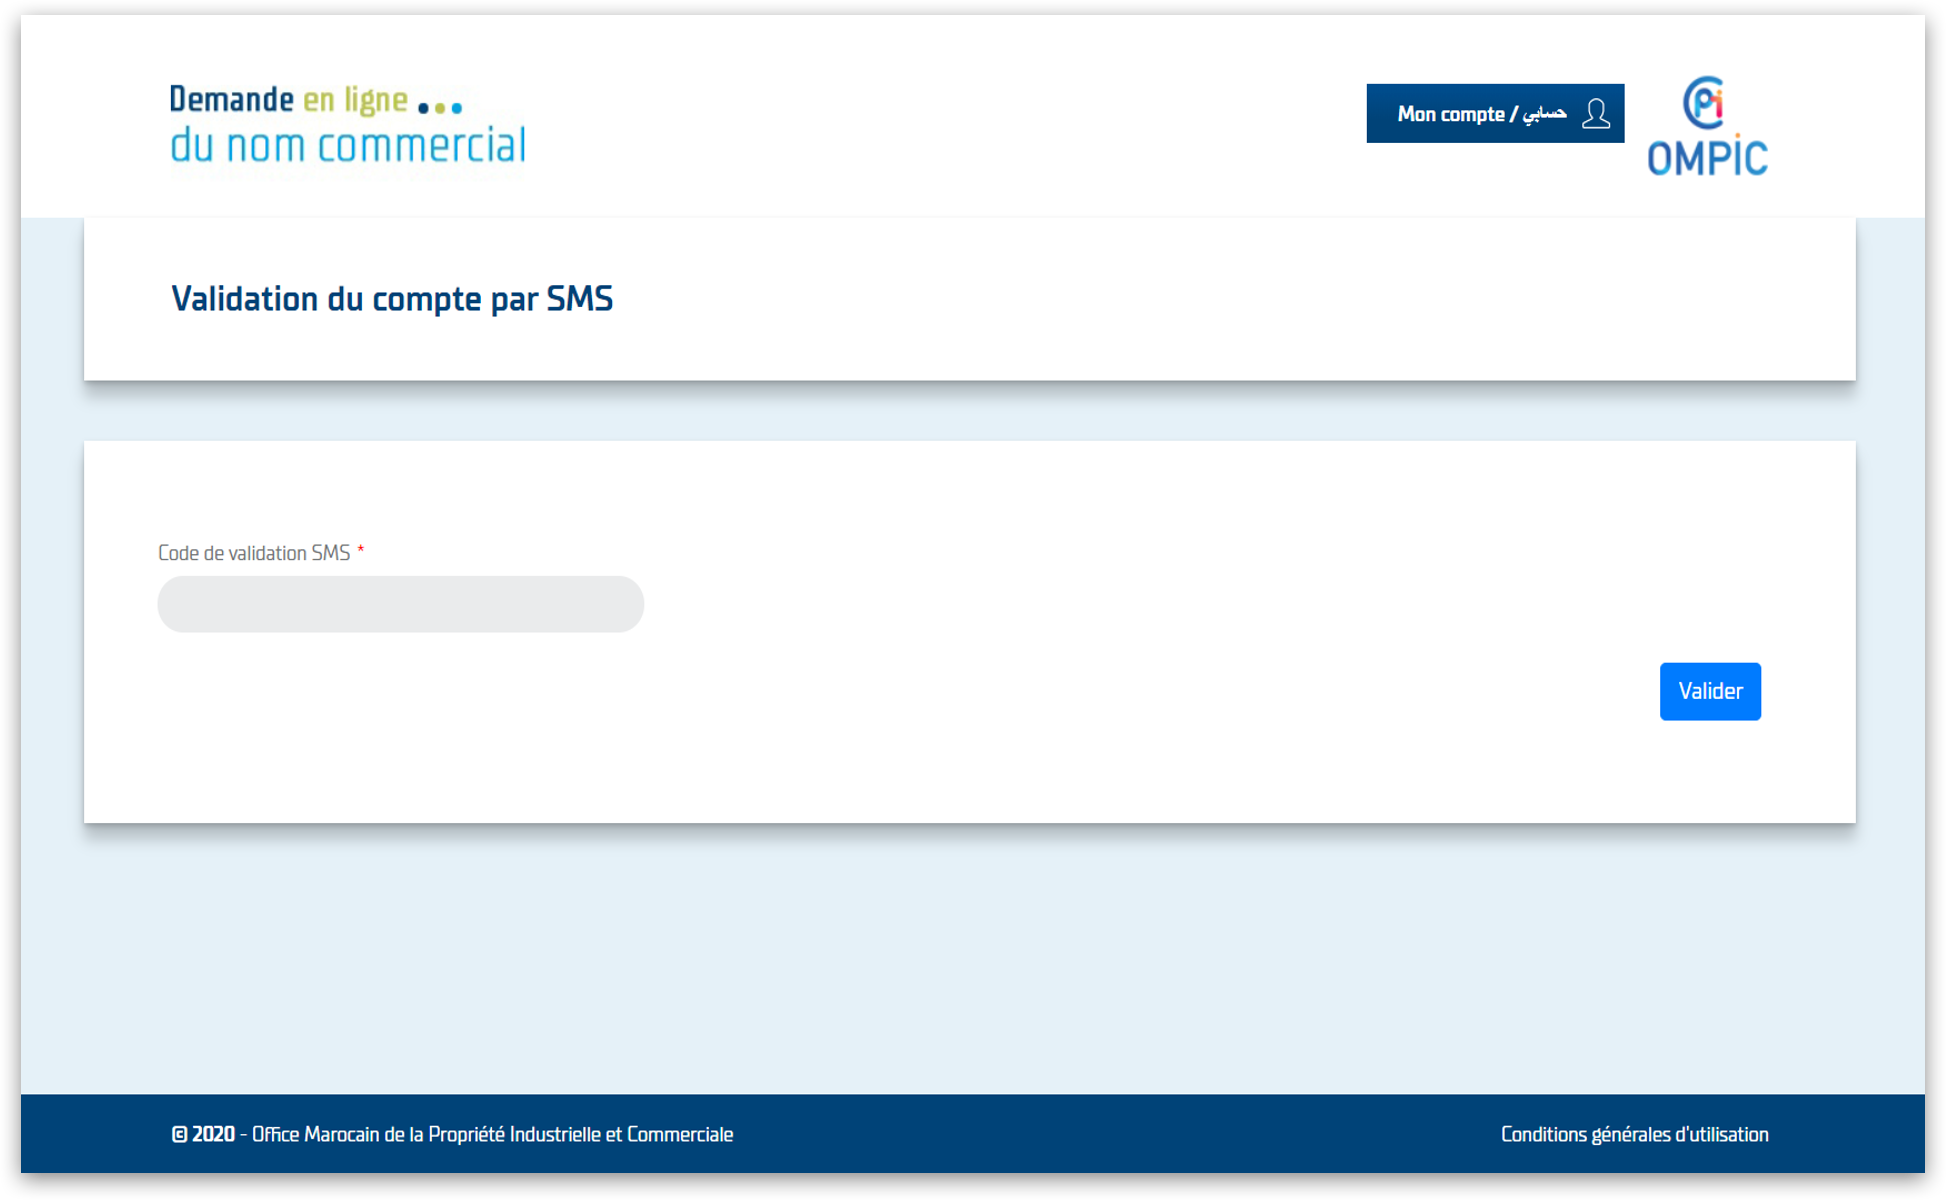 Demande en ligne ...
du nom commercial
Mon compte / حسابي
OMPIC
Validation du compte par SMS
Code de validation SMS *
Valider
© 2020 - Office Marocain de la Propriété Industrielle et Commerciale
Conditions générales d'utilisation